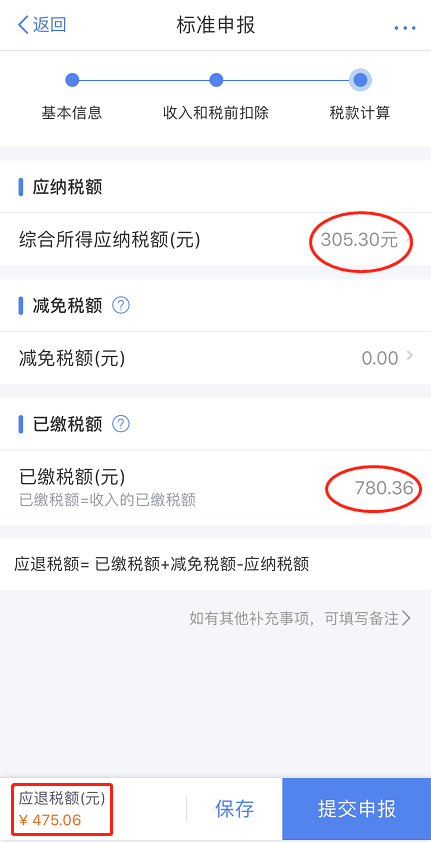 返回
标准申报
基本信息
收入和税前扣除
税款计算
应纳税额
综合所得应纳税额(元)
305.30元
减免税额
?
减免税额(元)
0.00
已缴税额
?
已缴税额(元)
780.36
已缴税额=收入的已缴税额
应退税额= 已缴税额+减免税额-应纳税额
如有其他补充事项，可填写备注
应退税额(元)
¥ 475.06
保存
提交申报